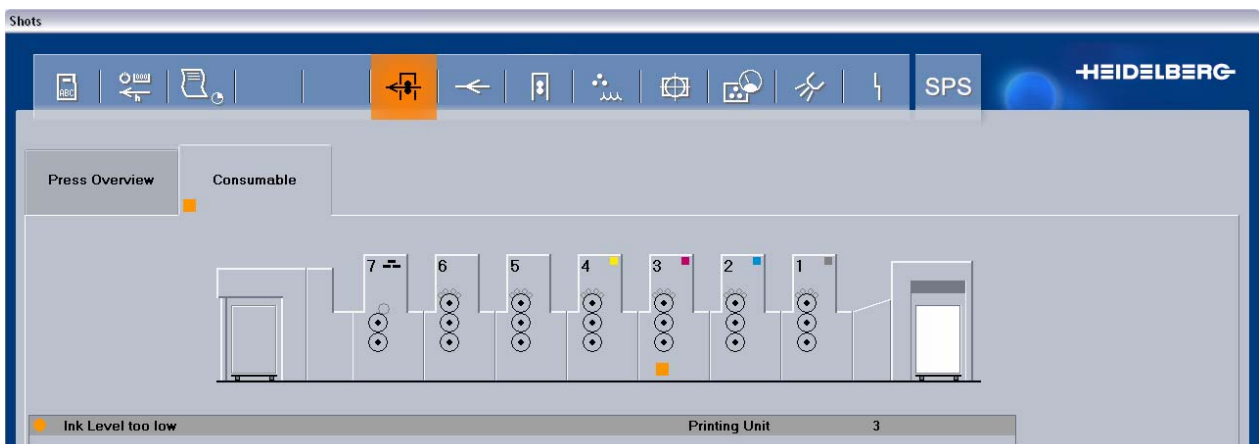 Shots
HEIDELBERG
ABC
SPS
Press Overview
Consumable
7 6 5 4 3 2 1
Ink Level too low Printing Unit 3